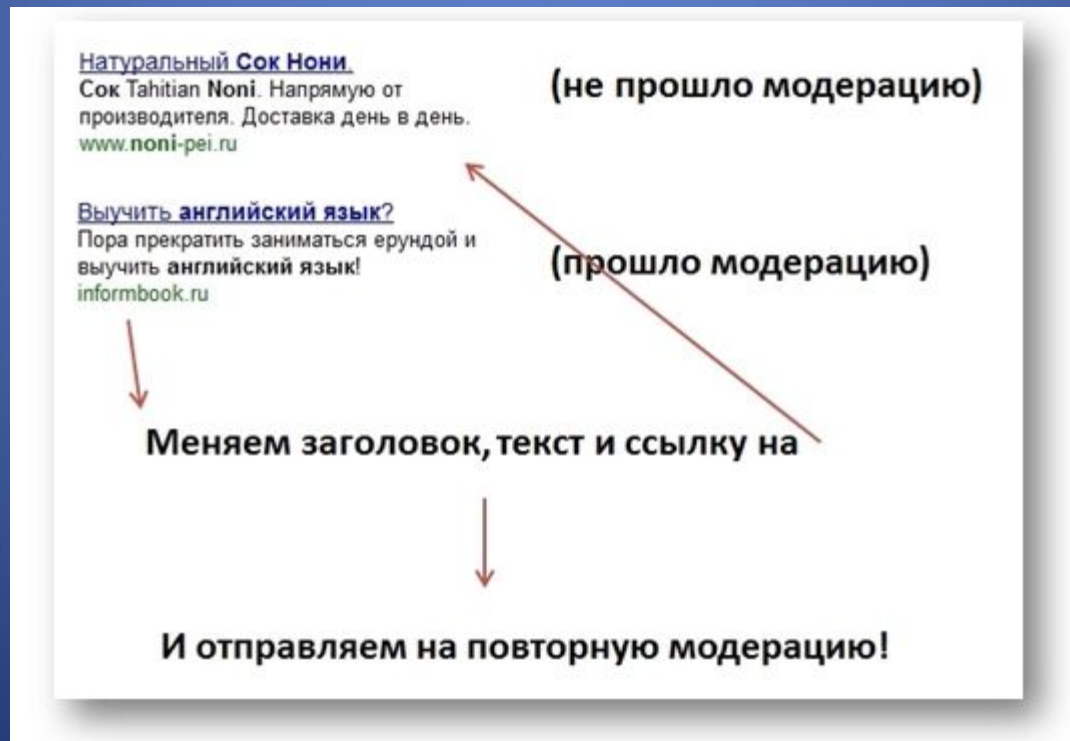 Натуральный Сок Нони.
Сок Tahitian Noni. Напрямую от
производителя. Доставка день в день.
www.noni-pei.ru
(не прошло модерацию)
Выучить английский язык?
Пора прекратить заниматься ерундой и
выучить английский язык!
informbook.ru
(прошло модерацию)
Меняем заголовок, текст и ссылку на
И отправляем на повторную модерацию!